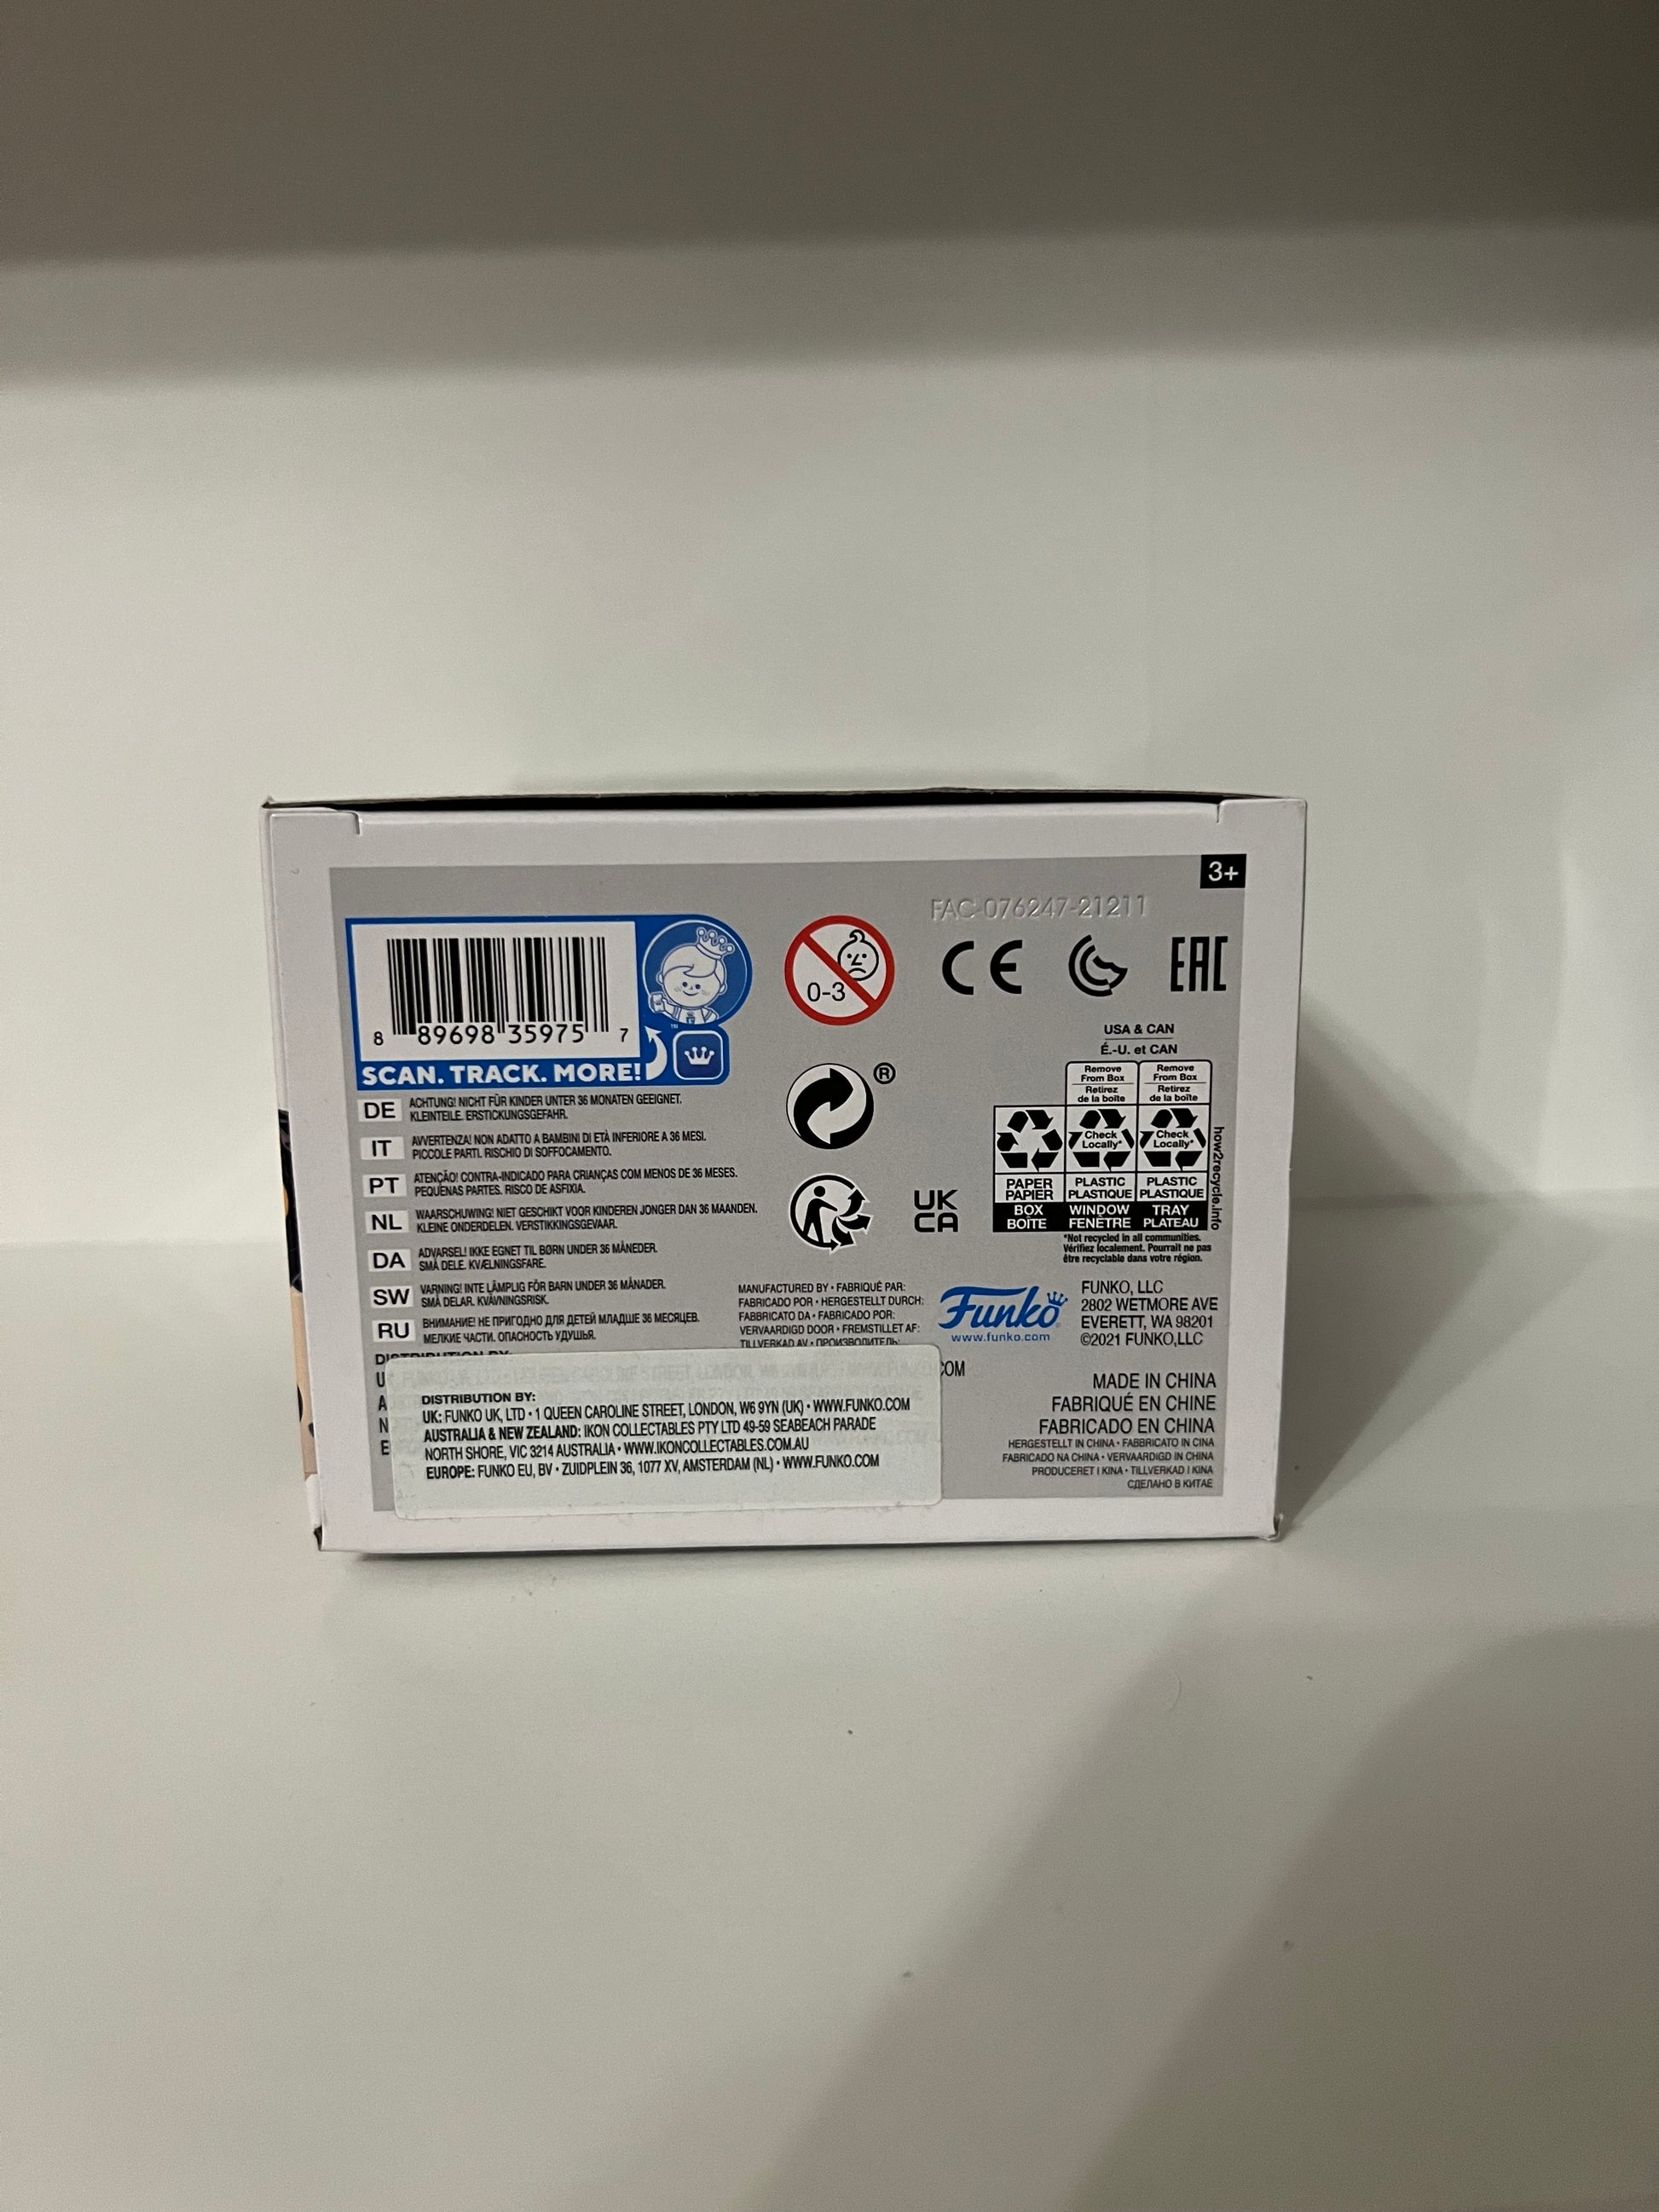 3+
FAC-076247-21211
8 89698 35975 7
SCAN. TRACK. MORE!
™
0-3
CE
EAC
USA & CAN
É.-U. et CAN
Remove
From Box
Retirez
de la boîte
Remove
From Box
Retirez
de la boîte
Check
Locally*
Check
Locally*
PAPER
PAPIER
PLASTIC
PLASTIQUE
PLASTIC
PLASTIQUE
BOX
BOÎTE
WINDOW
FENÊTRE
TRAY
PLATEAU
how2recycle.info
*Not recycled in all communities.
Vérifiez localement. Pourrait ne pas
être recyclable dans votre région.
®
UK
CA
DE ACHTUNG! NICHT FÜR KINDER UNTER 36 MONATEN GEEIGNET.
KLEINTEILE. ERSTICKUNGSGEFAHR.
IT AVVERTENZA! NON ADATTO A BAMBINI DI ETÀ INFERIORE A 36 MESI.
PICCOLE PARTI. RISCHIO DI SOFFOCAMENTO.
PT ATENÇÃO! CONTRA-INDICADO PARA CRIANÇAS COM MENOS DE 36 MESES.
PEQUENAS PARTES. RISCO DE ASFIXIA.
NL WAARSCHUWING! NIET GESCHIKT VOOR KINDEREN JONGER DAN 36 MAANDEN.
KLEINE ONDERDELEN. VERSTIKKINGSGEVAAR.
DA ADVARSEL! IKKE EGNET TIL BØRN UNDER 36 MÅNEDER.
SMÅ DELE. KVÆLNINGSFARE.
SW VARNING! INTE LÄMPLIG FÖR BARN UNDER 36 MÅNADER.
SMÅ DELAR. KVÄVNINGSRISK.
RU ВНИМАНИЕ! НЕ ПРИГОДНО ДЛЯ ДЕТЕЙ МЛАДШЕ 36 МЕСЯЦЕВ.
МЕЛКИЕ ЧАСТИ. ОПАСНОСТЬ УДУШЬЯ.
MANUFACTURED BY • FABRIQUÉ PAR:
FABRICADO POR • HERGESTELLT DURCH:
FABBRICATO DA • FABRICADO POR:
VERVAARDIGD DOOR • FREMSTILLET AF:
TILLVERKAD AV • ПРОИЗВОДИТЕЛЬ:
Funko
www.funko.com
FUNKO, LLC
2802 WETMORE AVE
EVERETT, WA 98201
©2021 FUNKO,LLC
DISTRIBUTION BY:
U
A
N
E
COM
DISTRIBUTION BY:
UK: FUNKO UK, LTD • 1 QUEEN CAROLINE STREET, LONDON, W6 9YN (UK) • WWW.FUNKO.COM
AUSTRALIA & NEW ZEALAND: IKON COLLECTABLES PTY LTD 49-59 SEABEACH PARADE
NORTH SHORE, VIC 3214 AUSTRALIA • WWW.IKONCOLLECTABLES.COM.AU
EUROPE: FUNKO EU, BV • ZUIDPLEIN 36, 1077 XV, AMSTERDAM (NL) • WWW.FUNKO.COM
MADE IN CHINA
FABRIQUÉ EN CHINE
FABRICADO EN CHINA
HERGESTELLT IN CHINA • FABBRICATO IN CINA
FABRICADO NA CHINA • VERVAARDIGD IN CHINA
PRODUCERET I KINA • TILLVERKAD I KINA
СДЕЛАНО В КИТАЕ